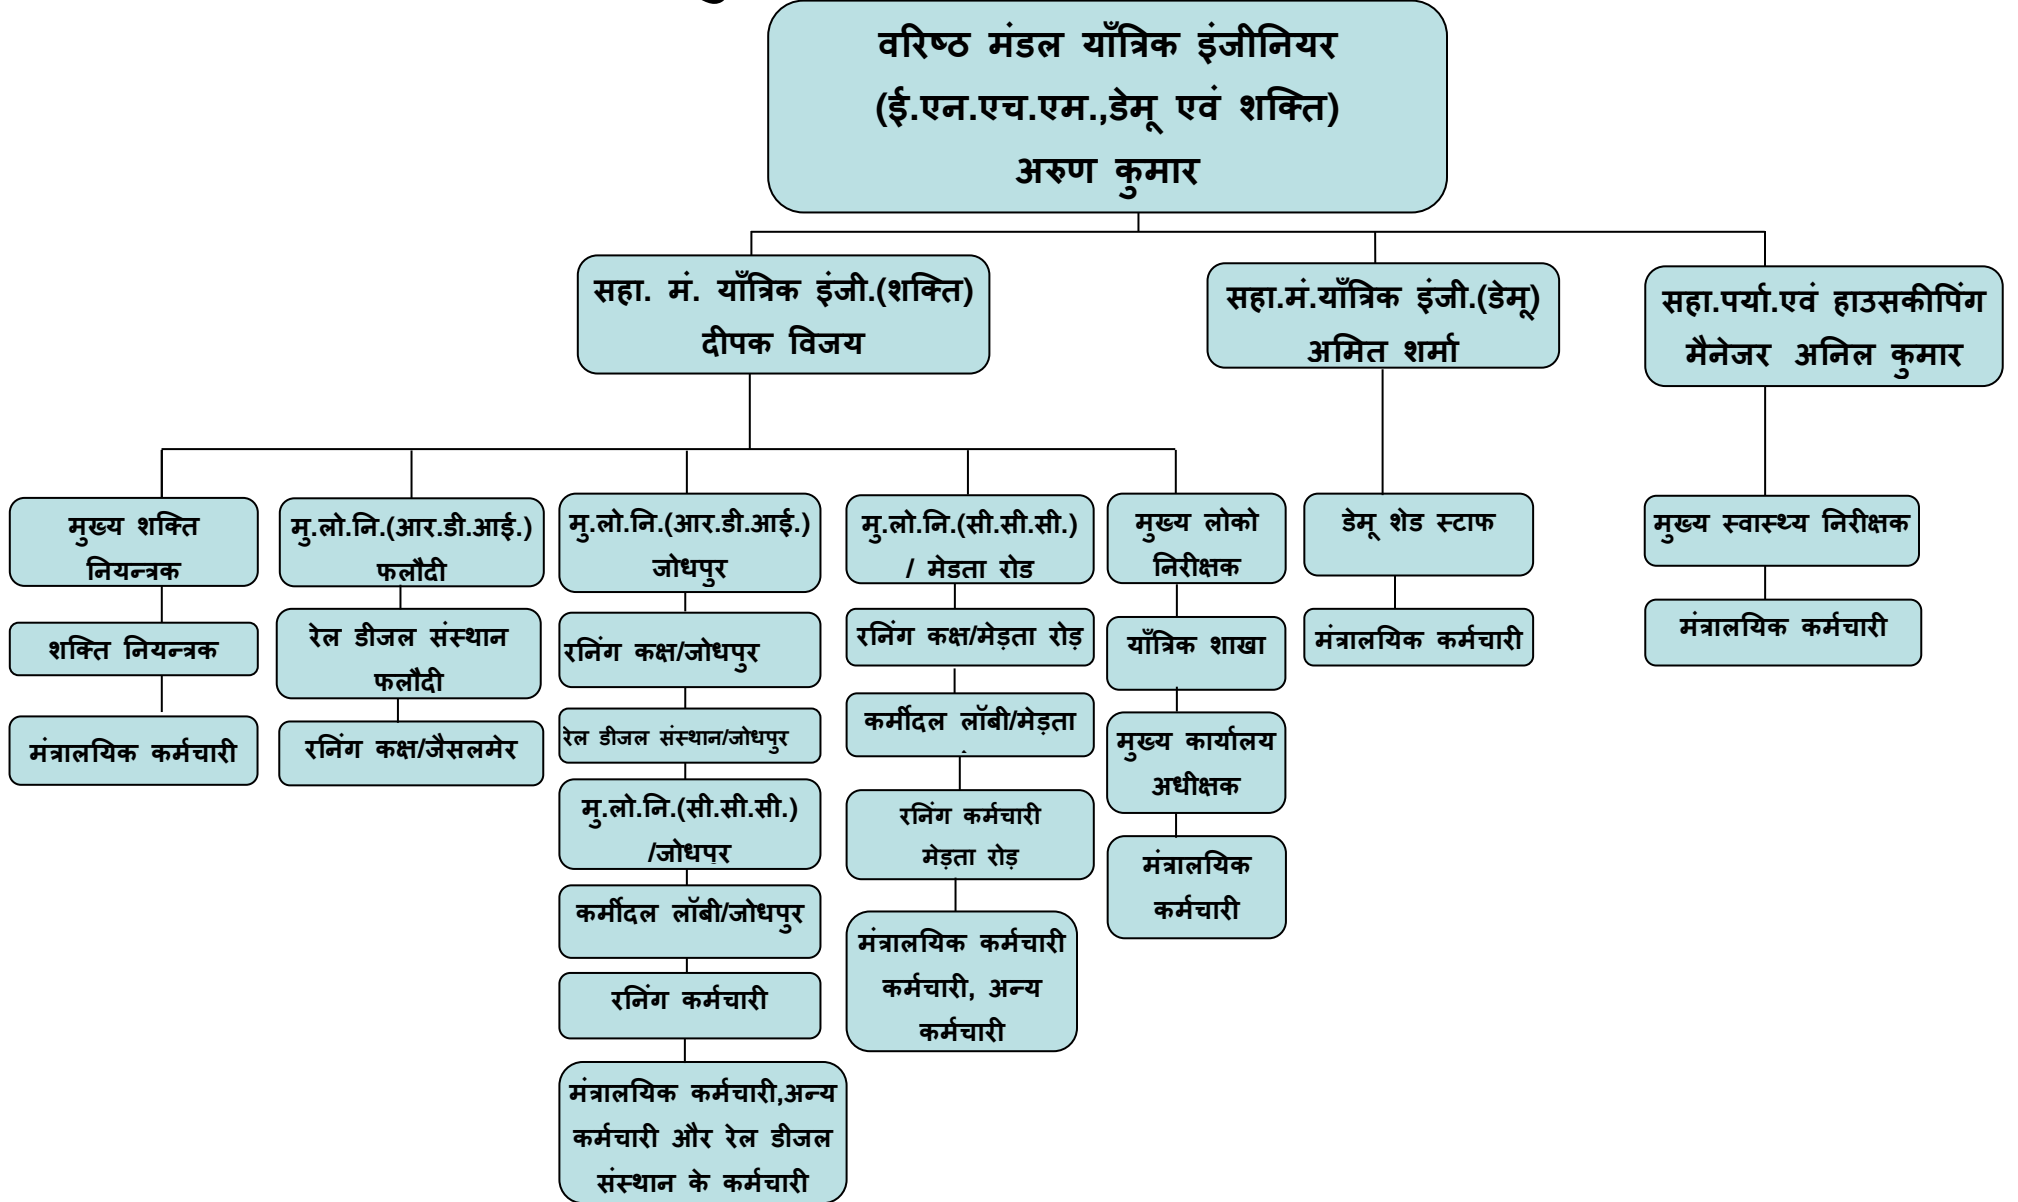 वरिष्ठ मंडल याँत्रिक इंजीनियर
(ई.एन.एच.एम.,डेमू एवं शक्ति)
अरुण कुमार
सहा. मं. याँत्रिक इंजी.(शक्ति)
दीपक विजय
सहा.मं.याँत्रिक इंजी.(डेमू)
अमित शर्मा
सहा.पर्या.एवं हाउसकीपिंग
मैनेजर अनिल कुमार
मुख्य शक्ति
नियन्त्रक
शक्ति नियन्त्रक
मंत्रालयिक कर्मचारी
मु.लो.नि.(आर.डी.आई.)
फलौदी
रेल डीजल संस्थान
फलौदी
रनिंग कक्ष/जैसलमेर
मु.लो.नि.(आर.डी.आई.)
जोधपुर
रनिंग कक्ष/जोधपुर
रेल डीजल संस्थान/जोधपुर
मु.लो.नि.(सी.सी.सी.)
/जोधपुर
कर्मीदल लॉबी/जोधपुर
रनिंग कर्मचारी
मंत्रालयिक कर्मचारी,अन्य
कर्मचारी और रेल डीजल
संस्थान के कर्मचारी
मु.लो.नि.(सी.सी.सी.)
/ मेडता रोड
रनिंग कक्ष/मेड़ता रोड़
कर्मीदल लॉबी/मेड़ता
रनिंग कर्मचारी
मेड़ता रोड़
मंत्रालयिक कर्मचारी
कर्मचारी, अन्य
कर्मचारी
मुख्य लोको
निरीक्षक
याँत्रिक शाखा
मुख्य कार्यालय
अधीक्षक
मंत्रालयिक
कर्मचारी
डेमू शेड स्टाफ
मंत्रालयिक कर्मचारी
मुख्य स्वास्थ्य निरीक्षक
मंत्रालयिक कर्मचारी